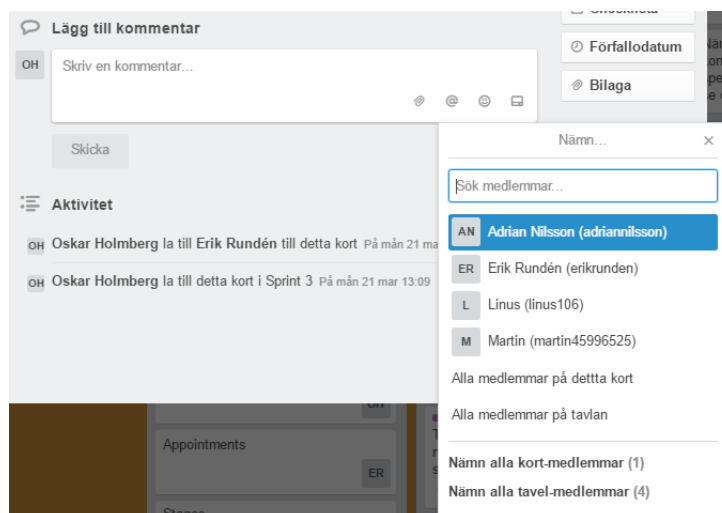 Checklista
Lägg till kommentar
Förfallodatum
OH
Skriv en kommentar...
Bilaga
Skicka
Nämn...
Sök medlemmar...
Aktivitet
AN Adrian Nilsson (adriannilsson)
OH Oskar Holmberg la till Erik Rundén till detta kort På mån 21 ma
ER Erik Rundén (erikrunden)
OH Oskar Holmberg la till detta kort i Sprint 3 På mån 21 mar 13:09
L Linus (linus106)
M Martin (martin45996525)
Alla medlemmar på dettta kort
Alla medlemmar på tavlan
OH
Appointments
ER
Nämn alla kort-medlemmar (1)
Nämn alla tavel-medlemmar (4)